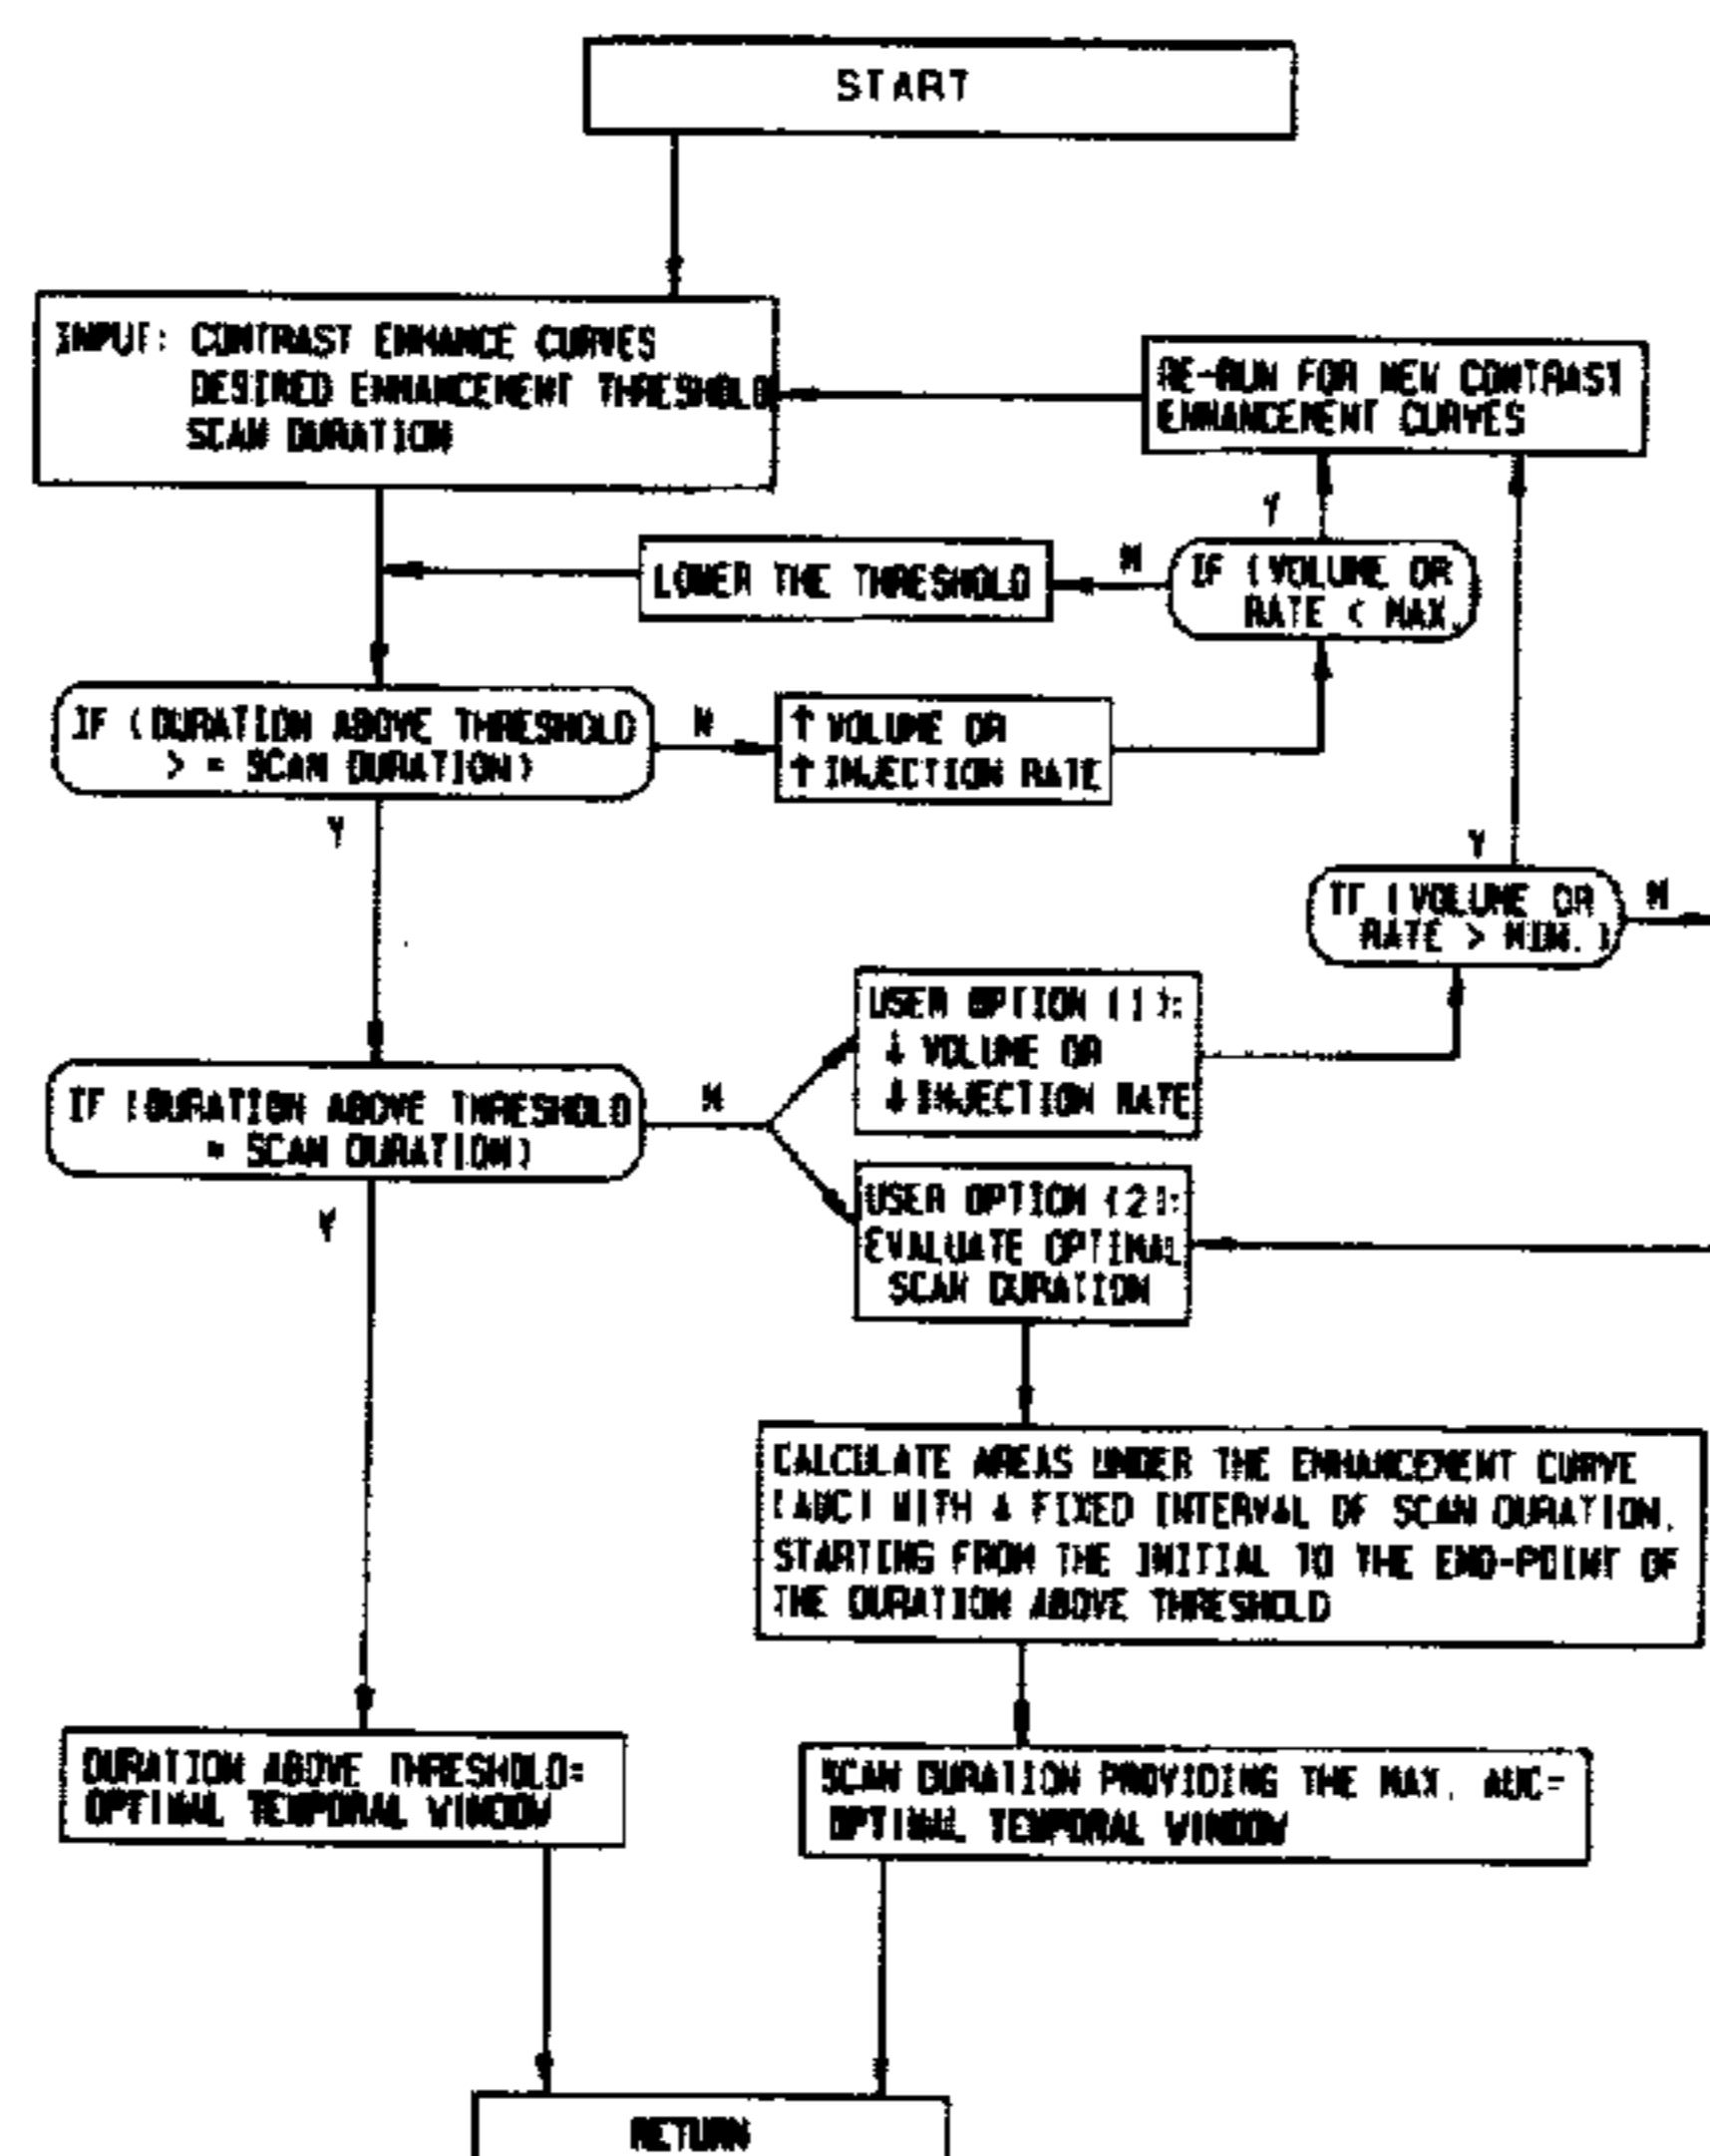 START
INPUT: CONTRAST ENHANCE CURVES
DESIRED ENHANCEMENT THRESHOLD
SCAN DURATION
RE-RUN FOR NEW CONTRAST
ENHANCEMENT CURVES
Y
LOWER THE THRESHOLD
N
IF (VOLUME OR
RATE < MAX.
IF (DURATION ABOVE THRESHOLD
> = SCAN DURATION)
N
↑ VOLUME OR
↑ INJECTION RATE
Y
Y
IF (VOLUME OR
RATE > MIN.)
N
USER OPTION (1):
↓ VOLUME OR
↓ INJECTION RATE
IF (DURATION ABOVE THRESHOLD
= SCAN DURATION)
N
Y
USER OPTION (2):
EVALUATE OPTIMAL
SCAN DURATION
CALCULATE AREAS UNDER THE ENHANCEMENT CURVE
(AUC) WITH A FIXED INTERVAL OF SCAN DURATION,
STARTING FROM THE INITIAL TO THE END-POINT OF
THE DURATION ABOVE THRESHOLD
DURATION ABOVE THRESHOLD=
OPTIMAL TEMPORAL WINDOW
SCAN DURATION PROVIDING THE MAX. AUC=
OPTIMAL TEMPORAL WINDOW
RETURN